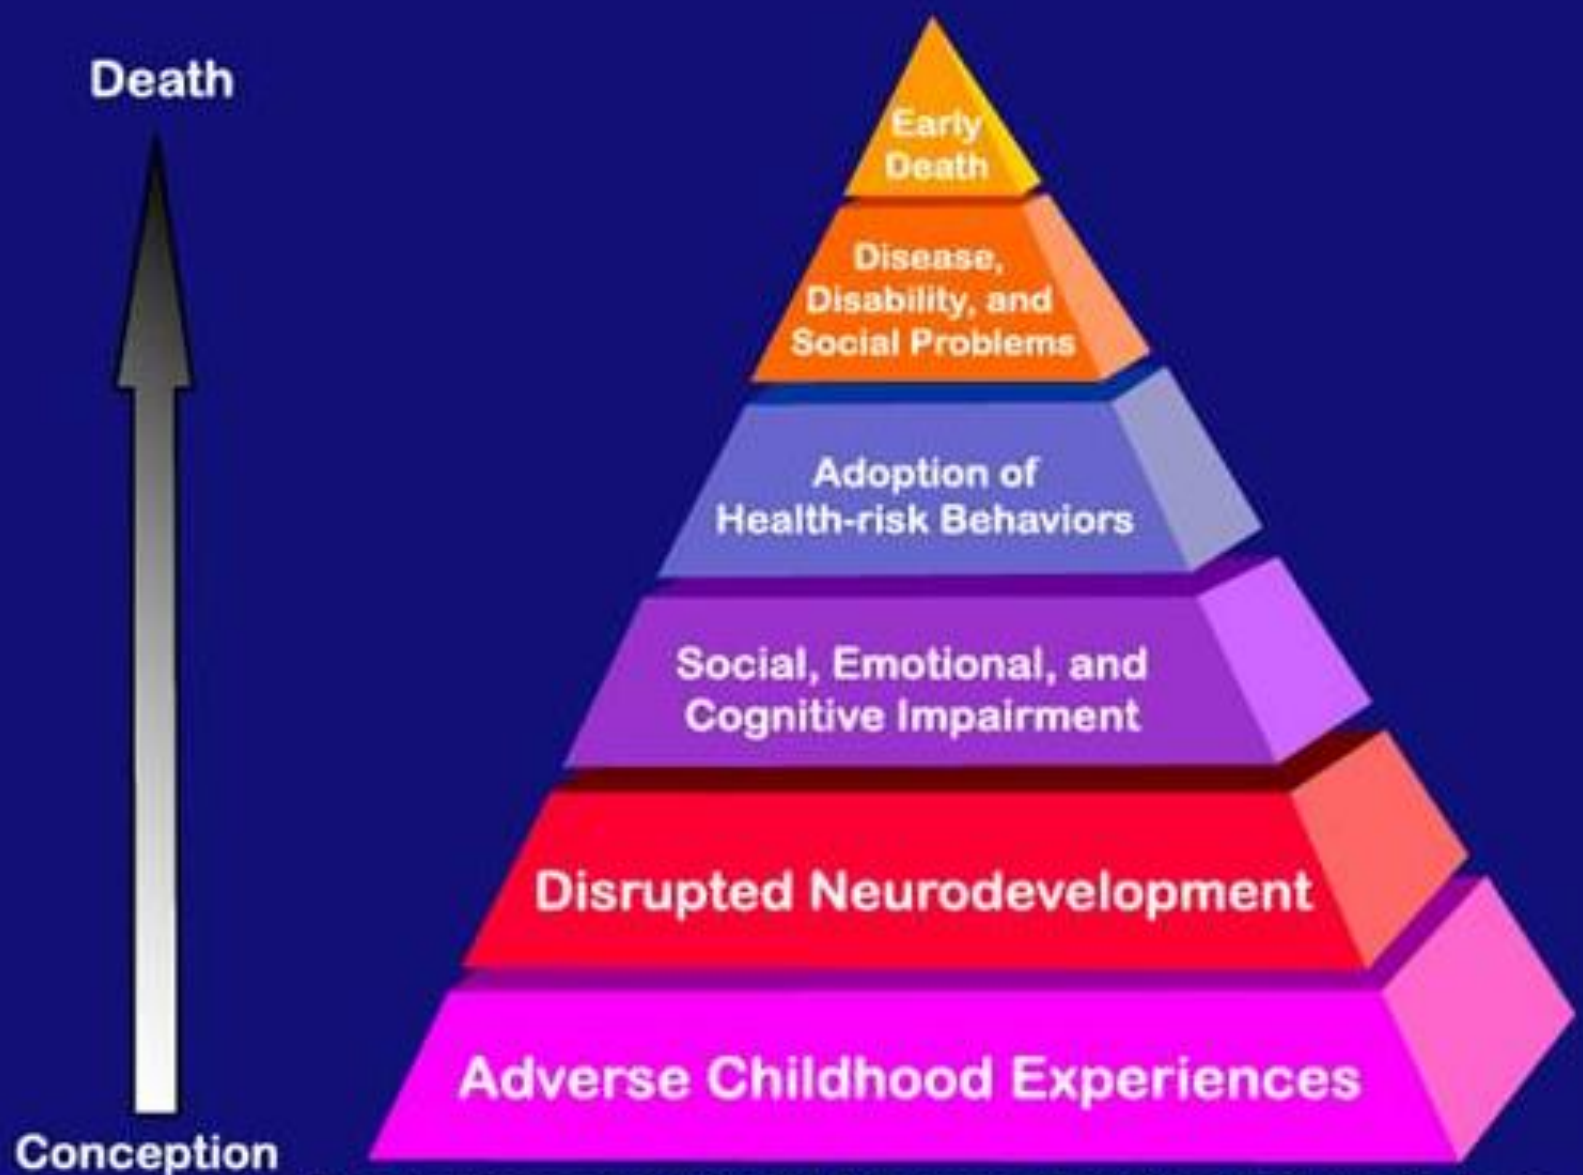 Death
Early
Death
Disease,
Disability, and
Social Problems
Adoption of
Health-risk Behaviors
Social, Emotional, and
Cognitive Impairment
Disrupted Neurodevelopment
Adverse Childhood Experiences
Conception